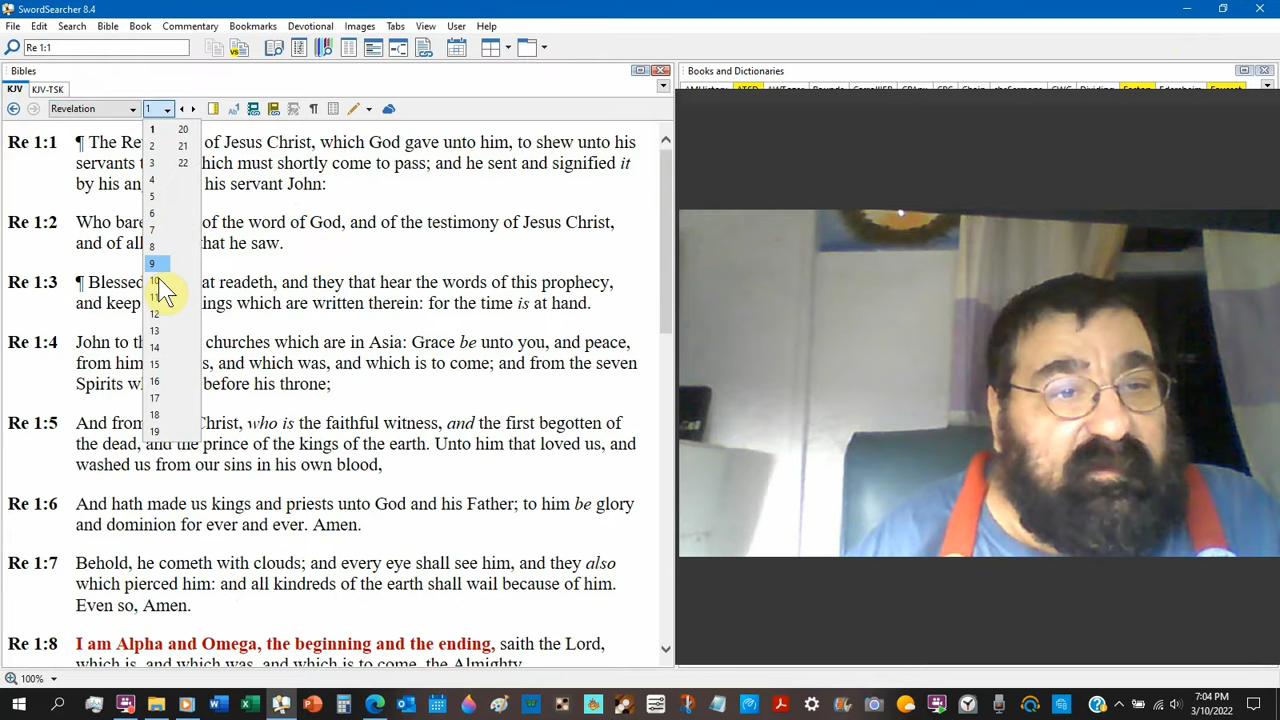 SwordSearcher 8.4
File Edit Search Bible Book Commentary Bookmarks Devotional Images Tabs View User Help
Re 1:1
Bibles
Books and Dictionaries
KJV KJV-TSK
Revelation 1
1 20
2 21
3 22
4
5
6
7
8
9
10
11
12
13
14
15
16
17
18
19
Re 1:1 ¶ The Re of Jesus Christ, which God gave unto him, to shew unto his
servants t hich must shortly come to pass; and he sent and signified it
by his an his servant John:
Re 1:2 Who bare of the word of God, and of the testimony of Jesus Christ,
and of all hat he saw.
Re 1:3 ¶ Blessed at readeth, and they that hear the words of this prophecy,
and keep ings which are written therein: for the time is at hand.
Re 1:4 John to th churches which are in Asia: Grace be unto you, and peace,
from him s, and which was, and which is to come; and from the seven
Spirits w before his throne;
Re 1:5 And from Christ, who is the faithful witness, and the first begotten of
the dead, and the prince of the kings of the earth. Unto him that loved us, and
washed us from our sins in his own blood,
Re 1:6 And hath made us kings and priests unto God and his Father; to him be glory
and dominion for ever and ever. Amen.
Re 1:7 Behold, he cometh with clouds; and every eye shall see him, and they also
which pierced him: and all kindreds of the earth shall wail because of him.
Even so, Amen.
Re 1:8 I am Alpha and Omega, the beginning and the ending, saith the Lord,
which is, and which was, and which is to come, the Almighty.
100%
7:04 PM
3/10/2022